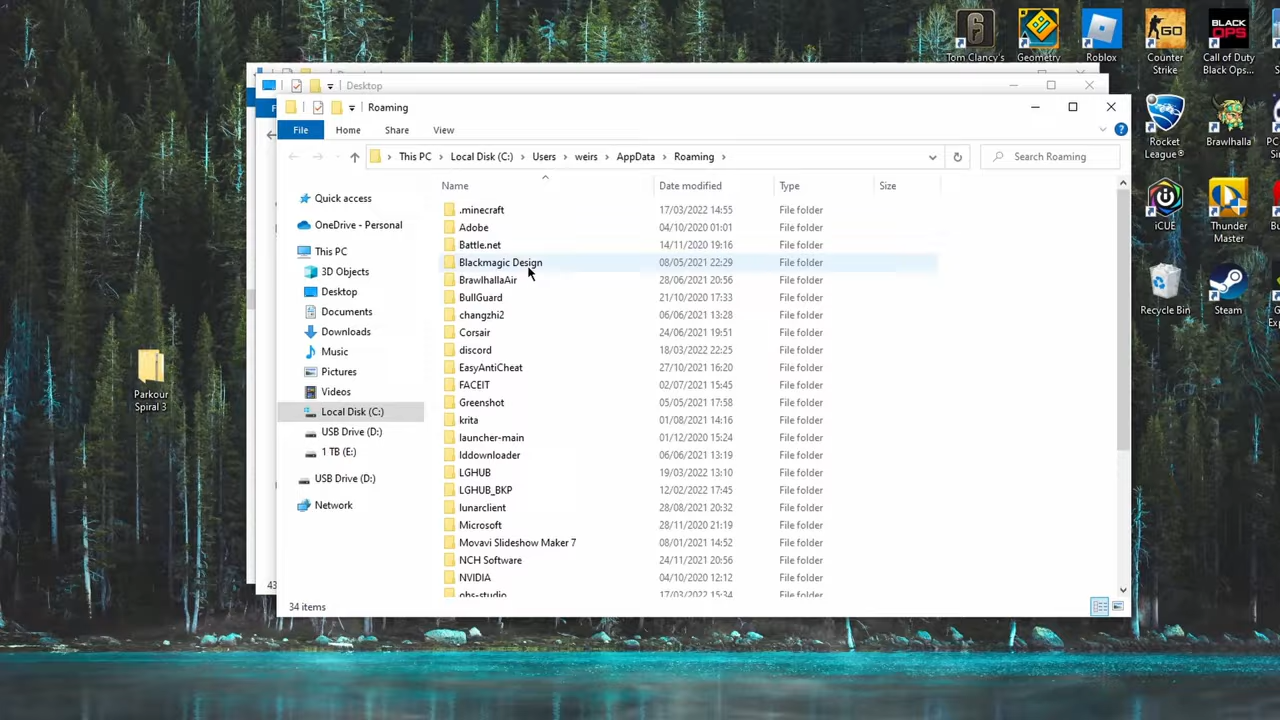 Tom Clancy's
Geometry
Roblox
GO
Counter
Strike
BLACK
OPS
Call of Duty
Black Ops...
Desktop
Roaming
File
Home
Share
View
This PC
Local Disk (C:)
Users
weirs
AppData
Roaming
Search Roaming
Name
Date modified
Type
Size
Quick access
OneDrive - Personal
This PC
3D Objects
Desktop
Documents
Downloads
Music
Pictures
Videos
Local Disk (C:)
USB Drive (D:)
1 TB (E:)
USB Drive (D:)
Network
.minecraft 17/03/2022 14:55 File folder
Adobe 04/10/2020 01:01 File folder
Battle.net 14/11/2020 19:16 File folder
Blackmagic Design 08/05/2021 22:29 File folder
BrawlhallaAir 28/06/2021 20:56 File folder
BullGuard 21/10/2020 17:33 File folder
changzhi2 06/06/2021 13:28 File folder
Corsair 24/06/2021 19:51 File folder
discord 18/03/2022 22:25 File folder
EasyAntiCheat 27/10/2021 16:20 File folder
FACEIT 02/07/2021 15:45 File folder
Greenshot 05/05/2021 17:58 File folder
krita 01/08/2021 14:16 File folder
launcher-main 01/12/2020 15:24 File folder
lddownloader 06/06/2021 13:19 File folder
LGHUB 19/03/2022 13:10 File folder
LGHUB_BKP 12/02/2022 17:45 File folder
lunarclient 28/08/2021 20:32 File folder
Microsoft 28/11/2020 21:19 File folder
Movavi Slideshow Maker 7 08/01/2021 14:52 File folder
NCH Software 24/11/2021 20:56 File folder
NVIDIA 04/10/2020 12:12 File folder
obs-studio 17/03/2022 15:34 File folder
34 items
43
Parkour
Spiral 3
Rocket
League®
Brawlhalla
iCUE
Thunder
Master
Recycle Bin
Steam